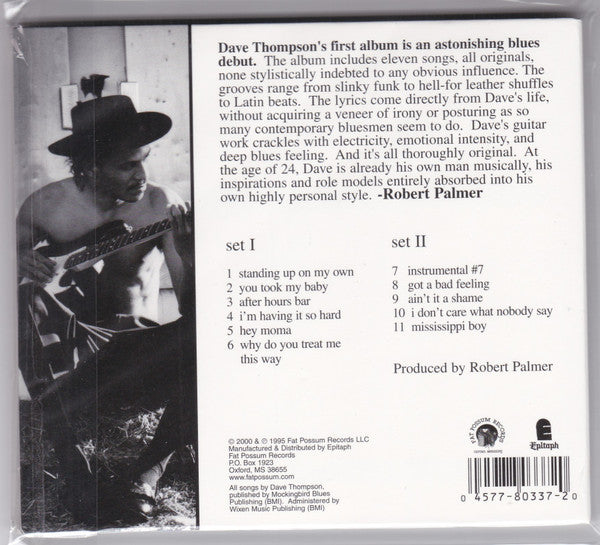 Dave Thompson's first album is an astonishing blues
debut. The album includes eleven songs, all originals,
none stylistically indebted to any obvious influence. The
grooves range from slinky funk to hell-for leather shuffles
to Latin beats. The lyrics come directly from Dave's life,
without acquiring a veneer of irony or posturing as so
many contemporary bluesmen seem to do. Dave's guitar
work crackles with electricity, emotional intensity, and
deep blues feeling. And it's all thoroughly original. At
the age of 24, Dave is already his own man musically, his
inspirations and role models entirely absorbed into his
own highly personal style. -Robert Palmer
set I
1 standing up on my own
2 you took my baby
3 after hours bar
4 i'm having it so hard
5 hey moma
6 why do you treat me
this way
set II
7 instrumental #7
8 got a bad feeling
9 ain't it a shame
10 i don't care what nobody say
11 mississippi boy
Produced by Robert Palmer
© 2000 & ℗ 1995 Fat Possum Records LLC
Manufactured & Distributed by Epitaph
Fat Possum Records
P.O. Box 1923
Oxford, MS 38655
www.fatpossum.com
All songs by Dave Thompson,
published by Mockingbird Blues
Publishing (BMI). Administered by
Wixen Music Publishing (BMI)
FAT POSSUM RECORDS
OXFORD, MISSISSIPPI
Epitaph
0 4577-80337-2 0